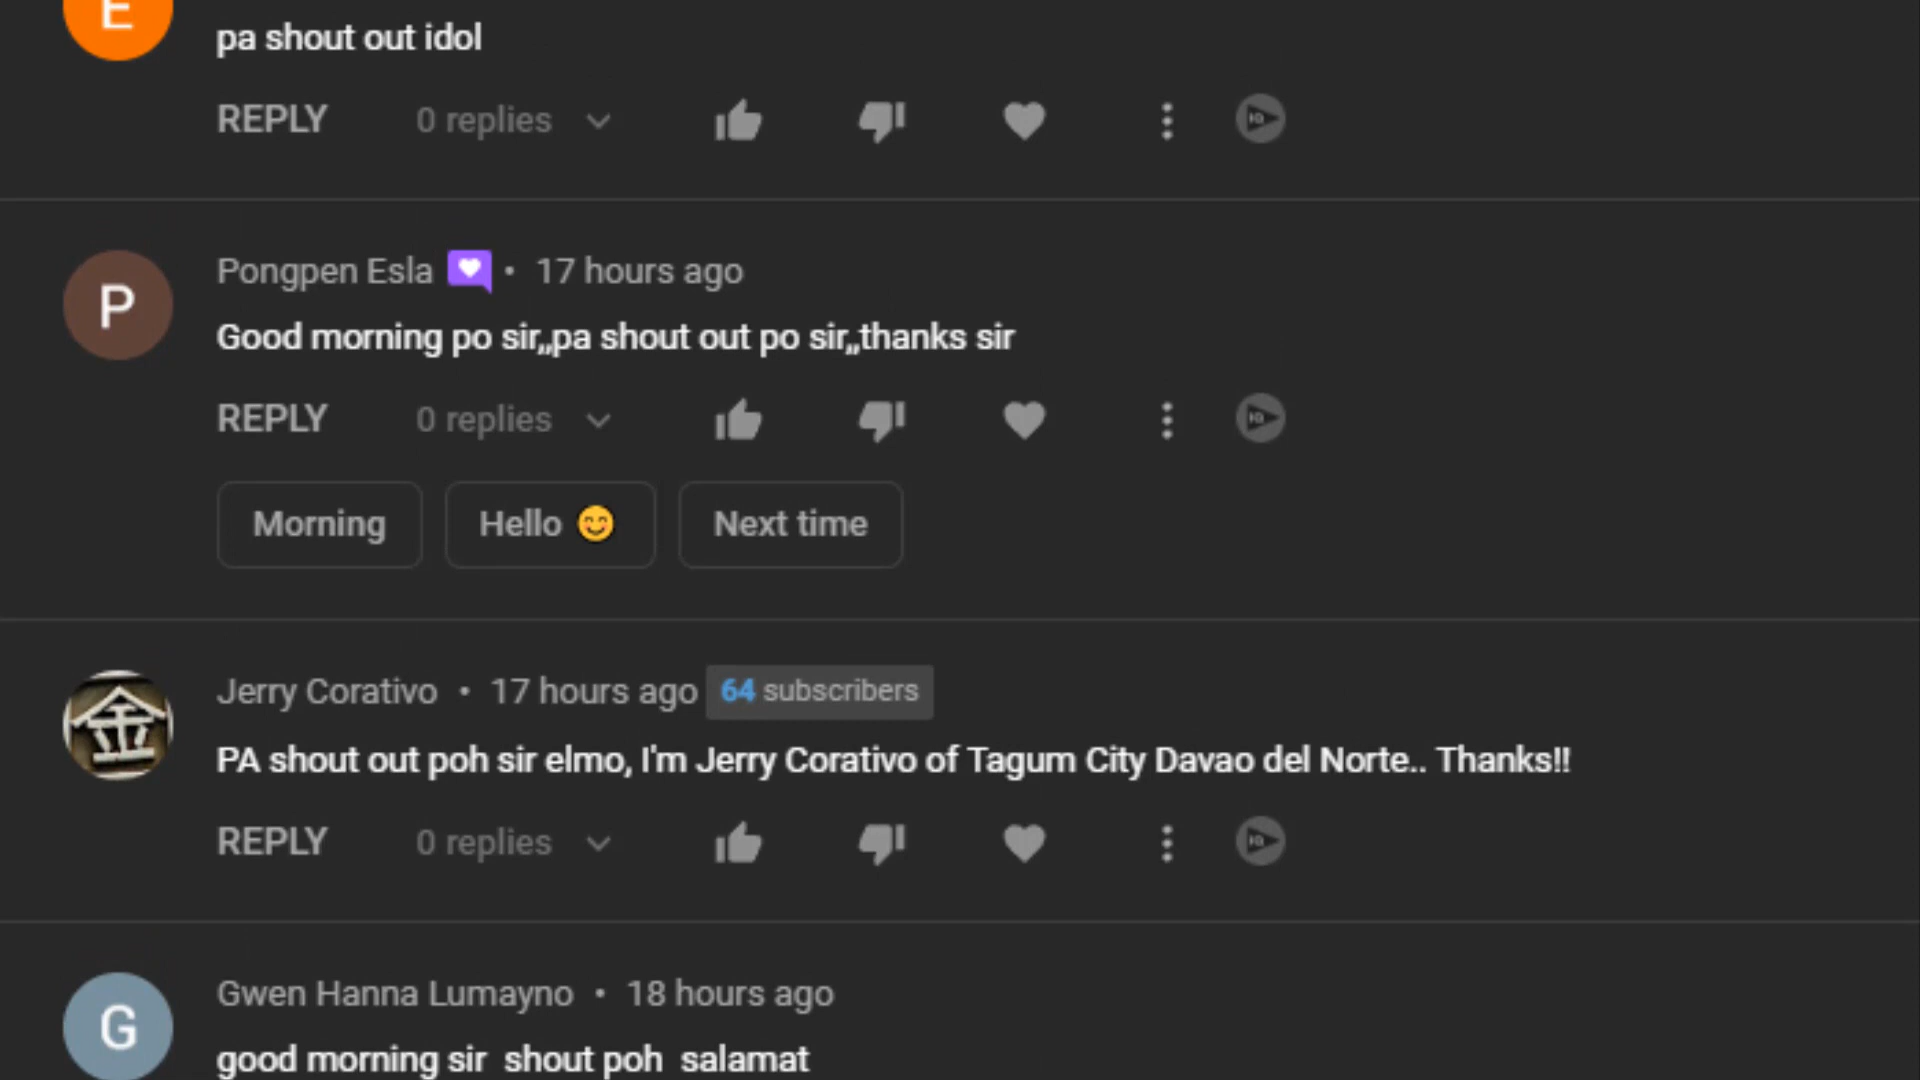 E
pa shout out idol
REPLY 0 replies
P
Pongpen Esla • 17 hours ago
Good morning po sir,,pa shout out po sir,,thanks sir
REPLY 0 replies
Morning Hello 😊 Next time
金
Jerry Corativo • 17 hours ago 64 subscribers
PA shout out poh sir elmo, I'm Jerry Corativo of Tagum City Davao del Norte.. Thanks!!
REPLY 0 replies
G
Gwen Hanna Lumayno • 18 hours ago
good morning sir shout poh salamat